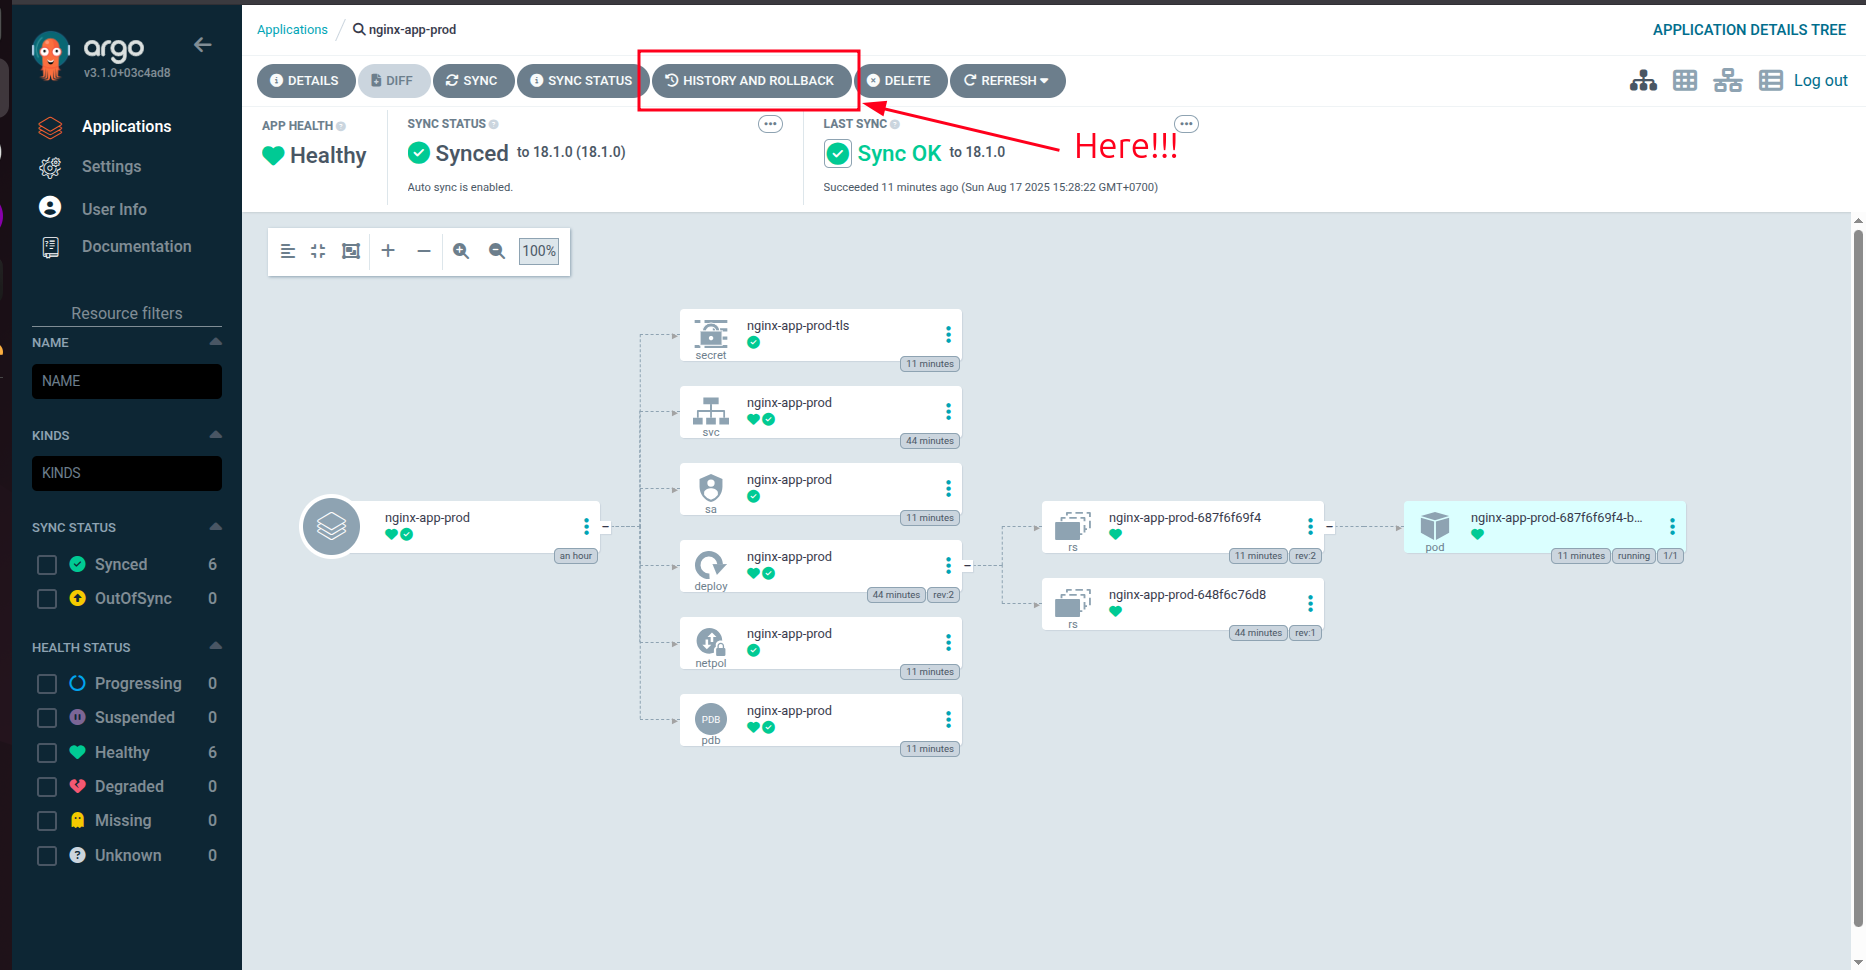 argo
v3.1.0+03c4ad8
Applications
Settings
User Info
Documentation
Resource filters
NAME
NAME
KINDS
KINDS
SYNC STATUS
Synced 6
OutOfSync 0
HEALTH STATUS
Progressing 0
Suspended 0
Healthy 6
Degraded 0
Missing 0
Unknown 0
Applications / nginx-app-prod
APPLICATION DETAILS TREE
DETAILS DIFF SYNC SYNC STATUS HISTORY AND ROLLBACK DELETE REFRESH
Log out
APP HEALTH
Healthy
SYNC STATUS
Synced to 18.1.0 (18.1.0)
Auto sync is enabled.
LAST SYNC
Sync OK to 18.1.0
Succeeded 11 minutes ago (Sun Aug 17 2025 15:28:22 GMT+0700)
Here!!!
100%
nginx-app-prod
an hour
nginx-app-prod-tls
secret
11 minutes
nginx-app-prod
svc
44 minutes
nginx-app-prod
sa
11 minutes
nginx-app-prod
deploy
44 minutes rev:2
nginx-app-prod
netpol
11 minutes
PDB
nginx-app-prod
pdb
11 minutes
nginx-app-prod-687f6f69f4
rs
11 minutes rev:2
nginx-app-prod-648f6c76d8
rs
44 minutes rev:1
nginx-app-prod-687f6f69f4-b...
pod
11 minutes running 1/1